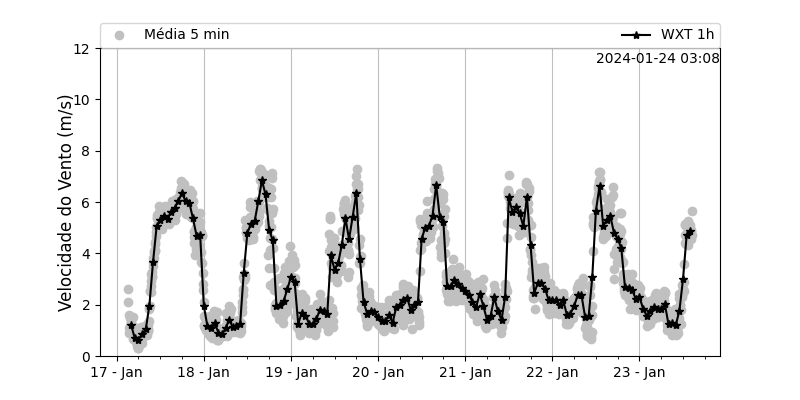 Média 5 min
WXT 1h
2024-01-24 03:08
Velocidade do Vento (m/s)
12
10
8
6
4
2
0
17 - Jan
18 - Jan
19 - Jan
20 - Jan
21 - Jan
22 - Jan
23 - Jan